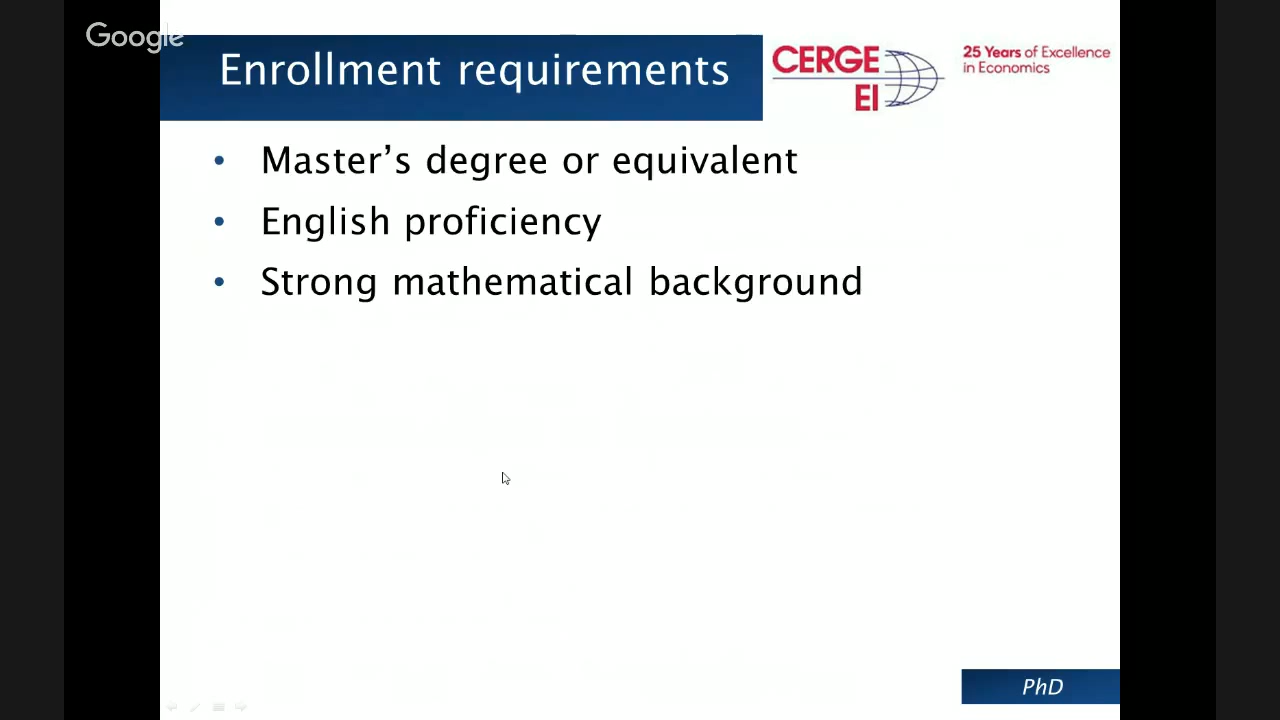 Google
Enrollment requirements
CERGE
EI
25 Years of Excellence
in Economics
• Master’s degree or equivalent
• English proficiency
• Strong mathematical background
PhD